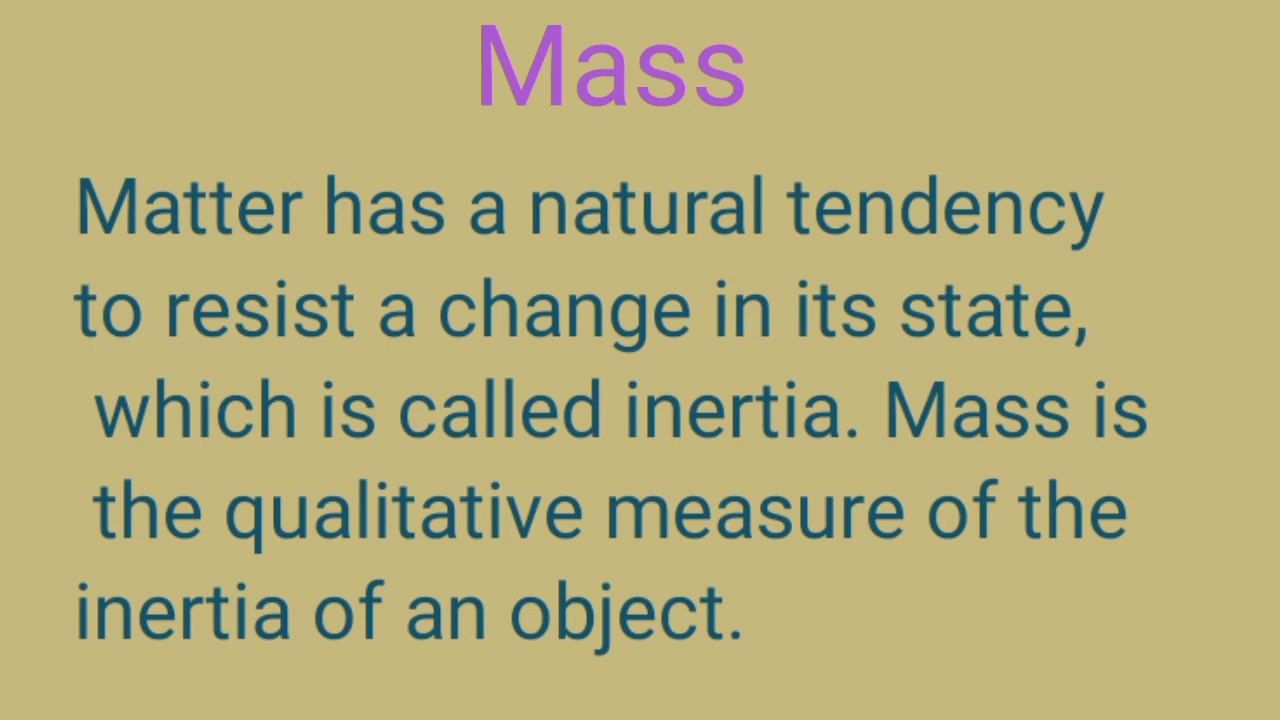 Mass
Matter has a natural tendency
to resist a change in its state,
which is called inertia. Mass is
the qualitative measure of the
inertia of an object.